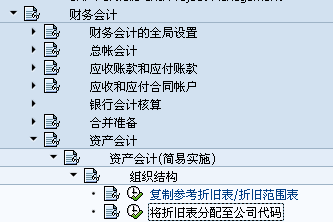 财务会计
财务会计的全局设置
总帐会计
应收账款和应付账款
应收和应付合同帐户
银行会计核算
合并准备
资产会计
资产会计(简易实施)
组织结构
复制参考折旧表/折旧范围表
将折旧表分配至公司代码